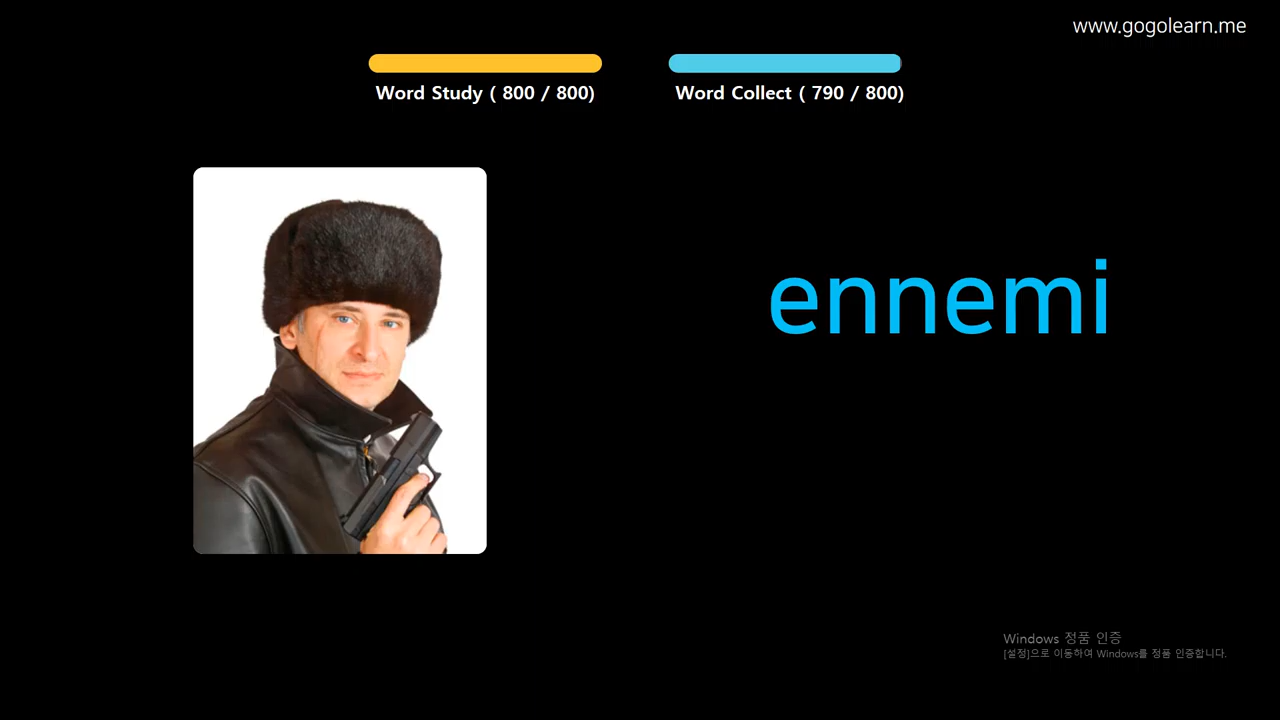 www.gogolearn.me
Word Study ( 800 / 800)
Word Collect ( 790 / 800)
ennemi
Windows 정품 인증
[설정]으로 이동하여 Windows를 정품 인증합니다.